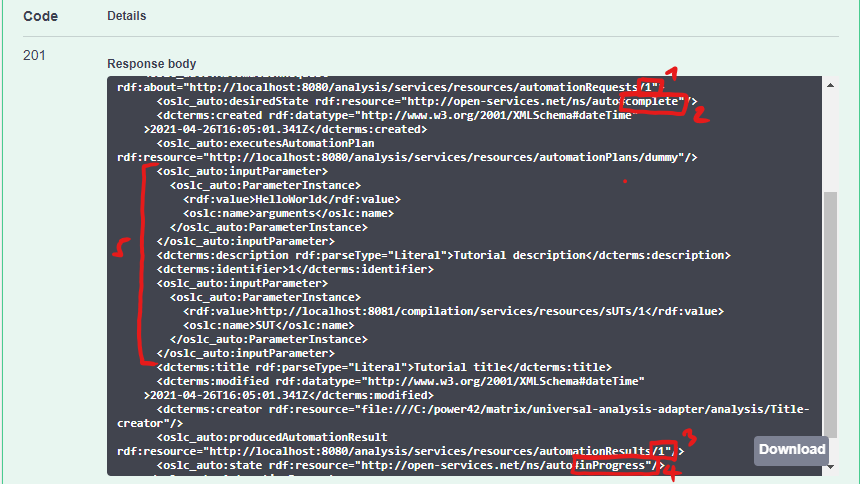 Code Details
201
Response body
rdf:about="http://localhost:8080/analysis/services/resources/automationRequests/1">
1
<oslc_auto:desiredState rdf:resource="http://open-services.net/ns/auto#complete"/>
2
<dcterms:created rdf:datatype="http://www.w3.org/2001/XMLSchema#dateTime"
>2021-04-26T16:05:01.341Z</dcterms:created>
<oslc_auto:executesAutomationPlan
rdf:resource="http://localhost:8080/analysis/services/resources/automationPlans/dummy"/>
<oslc_auto:inputParameter>
<oslc_auto:ParameterInstance>
<rdf:value>HelloWorld</rdf:value>
<oslc:name>arguments</oslc:name>
</oslc_auto:ParameterInstance>
</oslc_auto:inputParameter>
5
<dcterms:description rdf:parseType="Literal">Tutorial description</dcterms:description>
<dcterms:identifier>1</dcterms:identifier>
<oslc_auto:inputParameter>
<oslc_auto:ParameterInstance>
<rdf:value>http://localhost:8081/compilation/services/resources/sUTs/1</rdf:value>
<oslc:name>SUT</oslc:name>
</oslc_auto:ParameterInstance>
</oslc_auto:inputParameter>
<dcterms:title rdf:parseType="Literal">Tutorial title</dcterms:title>
<dcterms:modified rdf:datatype="http://www.w3.org/2001/XMLSchema#dateTime"
>2021-04-26T16:05:01.341Z</dcterms:modified>
<dcterms:creator rdf:resource="file:///C:/power42/matrix/universal-analysis-adapter/analysis/Title-
creator"/>
<oslc_auto:producedAutomationResult
rdf:resource="http://localhost:8080/analysis/services/resources/automationResults/1"/>
3
Download
<oslc_auto:state rdf:resource="http://open-services.net/ns/auto#inProgress"/>
4